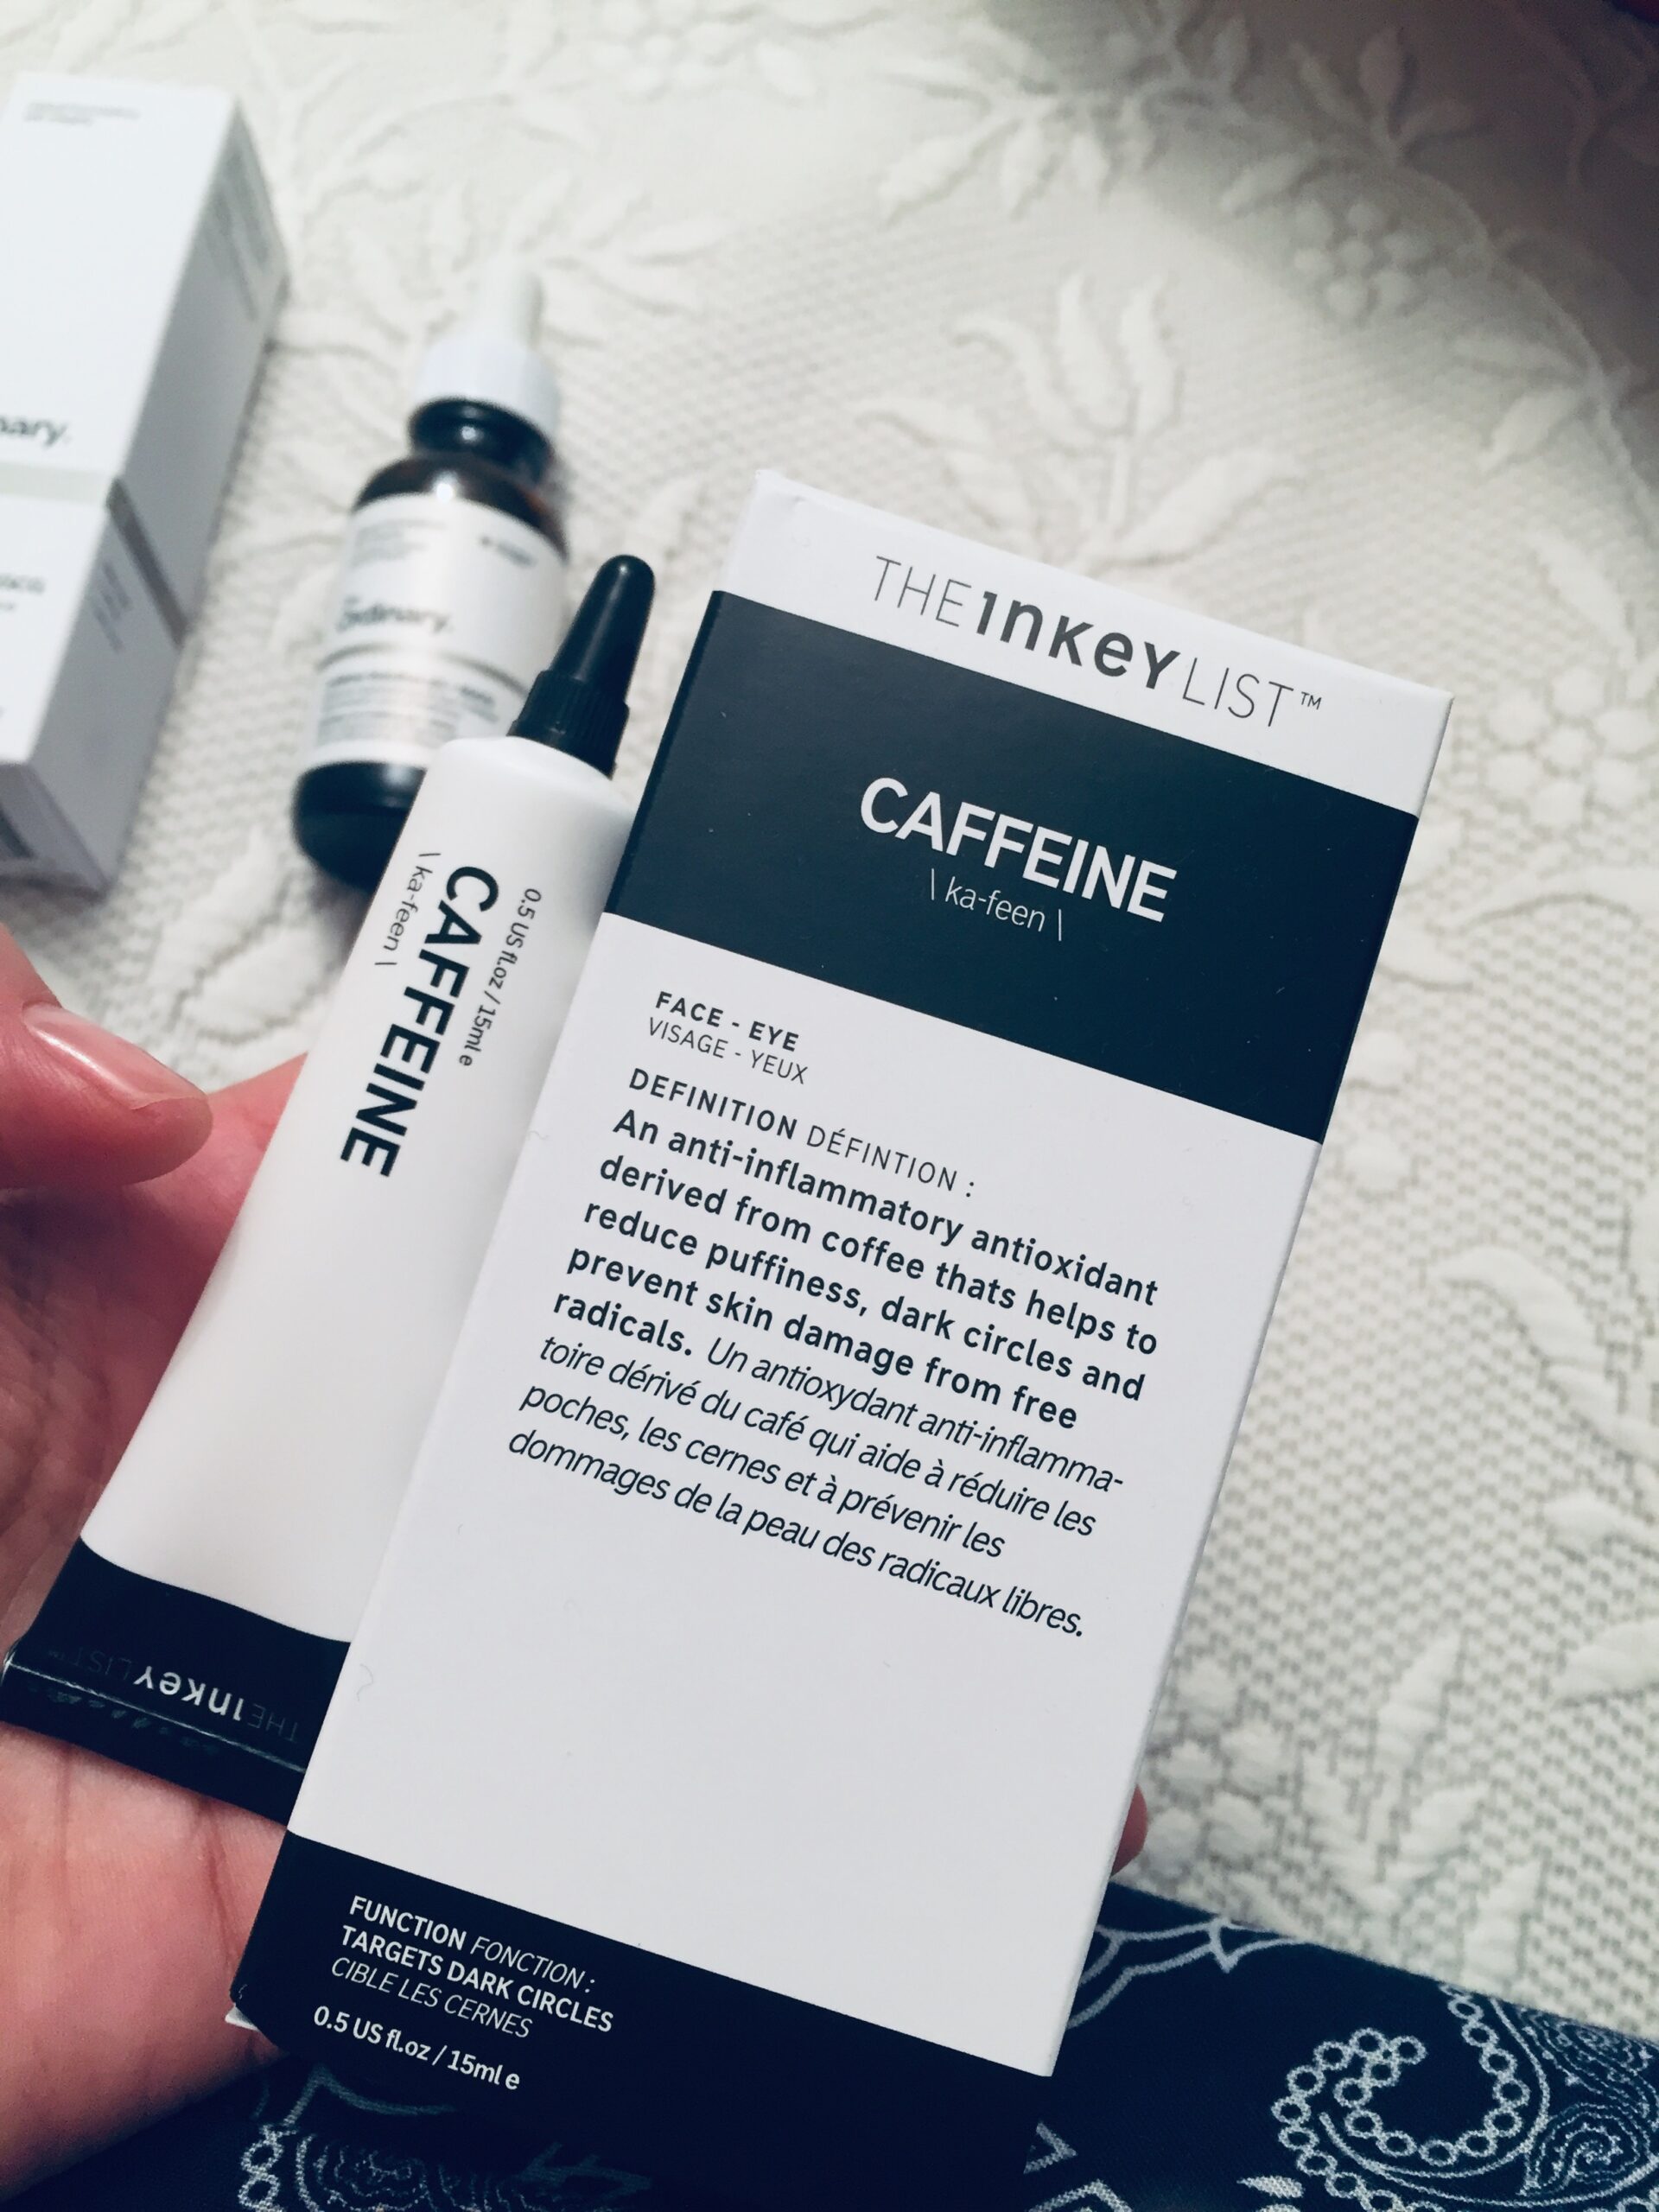 THE INKEY LIST™
CAFFEINE
\ ka-feen \
FACE - EYE
VISAGE - YEUX
DEFINITION DÉFINTION :
An anti-inflammatory antioxidant
derived from coffee thats helps to
reduce puffiness, dark circles and
prevent skin damage from free
radicals. Un antioxydant anti-inflamma-
toire dérivé du café qui aide à réduire les
poches, les cernes et à prévenir les
dommages de la peau des radicaux libres.
FUNCTION FONCTION :
TARGETS DARK CIRCLES
CIBLE LES CERNES
0.5 US fl.oz / 15ml e
0.5 US fl.oz / 15ml e
CAFFEINE
\ ka-feen \
THE INKEY LIST™
Ordinary.
nary.